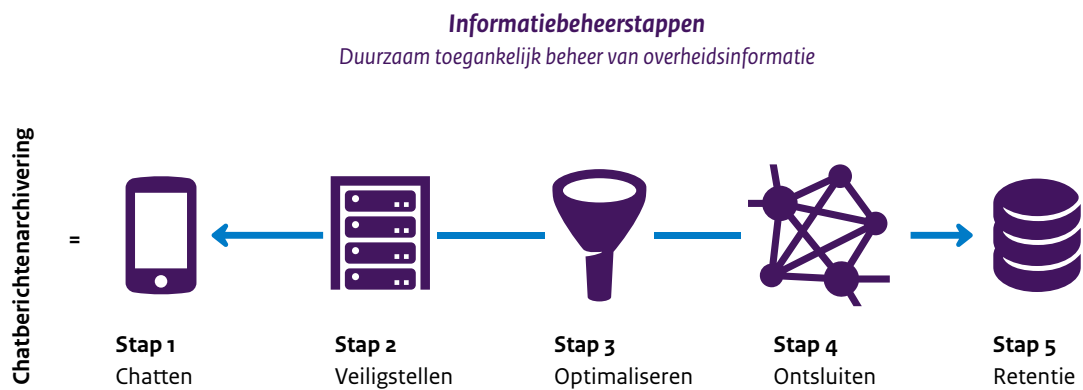 Informatiebeheerstappen
Duurzaam toegankelijk beheer van overheidsinformatie
Chatberichtenarchivering
=
Stap 1
Chatten
Stap 2
Veiligstellen
Stap 3
Optimaliseren
Stap 4
Ontsluiten
Stap 5
Retentie